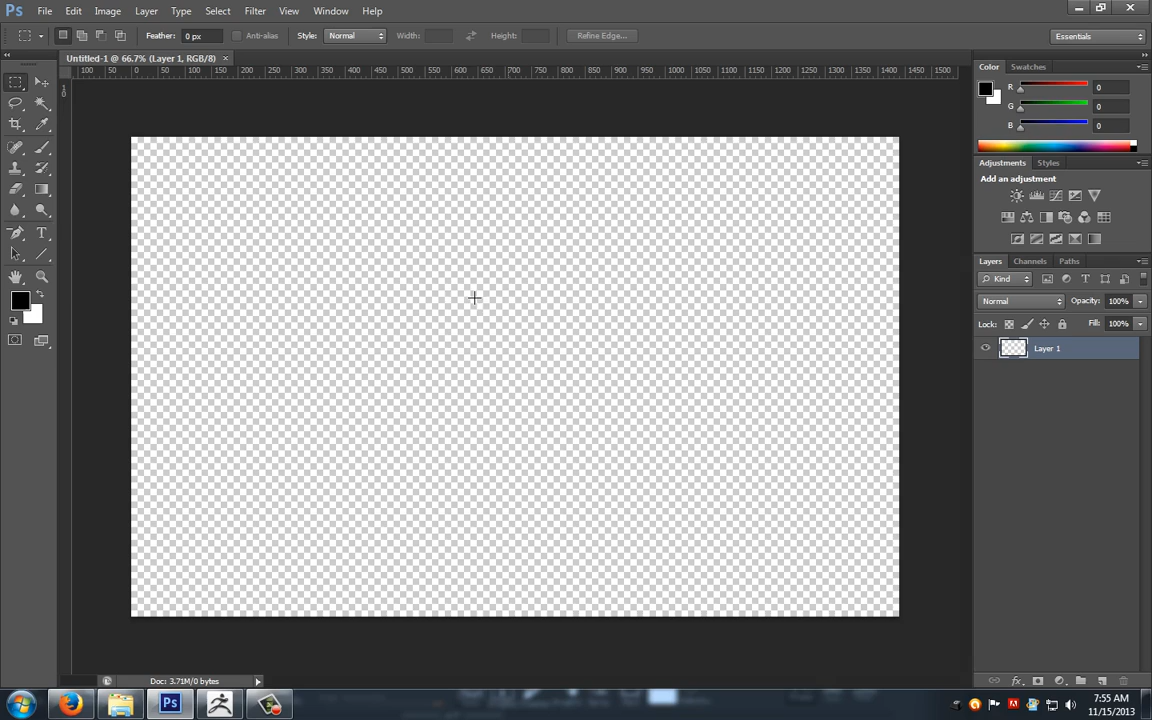 Ps File Edit Image Layer Type Select Filter View Window Help
Feather: 0 px Anti-alias Style: Normal Width: Height: Refine Edge... Essentials
Untitled-1 @ 66.7% (Layer 1, RGB/8) ×
100 50 0 50 100 150 200 250 300 350 400 450 500 550 600 650 700 750 800 850 900 950 1000 1050 1100 1150 1200 1250 1300 1350 1400 1450 1500
Color Swatches
R 0
G 0
B 0
Adjustments Styles
Add an adjustment
Layers Channels Paths
Kind
Normal Opacity: 100%
Lock: Fill: 100%
Layer 1
Doc: 3.71M/0 bytes
Ps
7:55 AM
11/15/2013